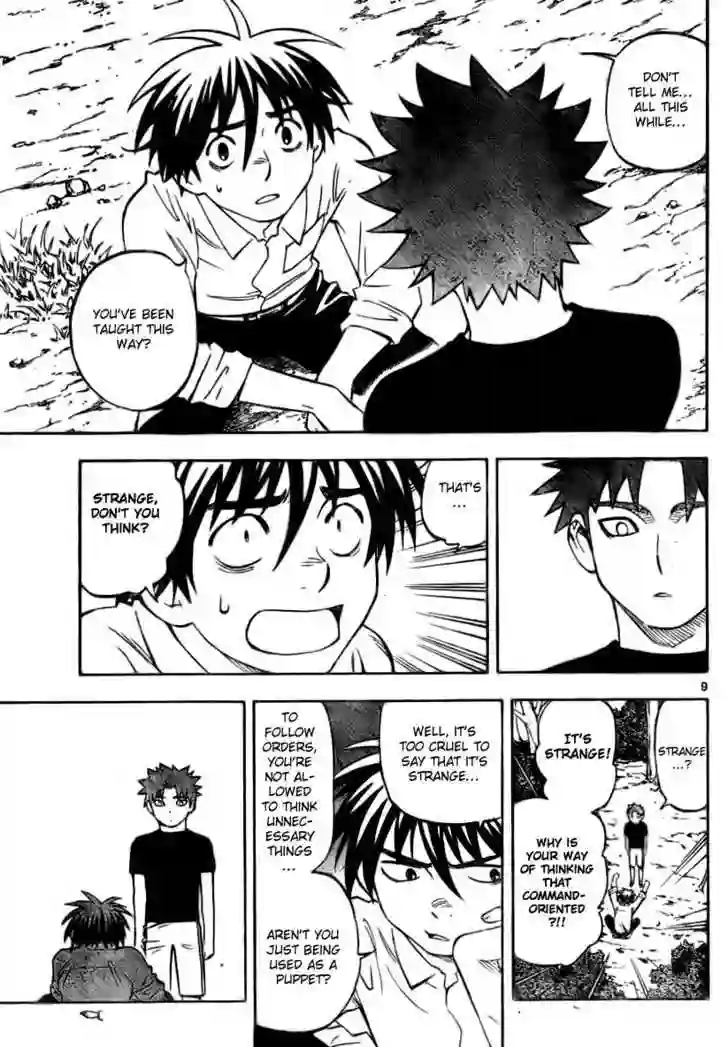 DON'T
TELL ME...
ALL THIS
WHILE...
YOU'VE BEEN
TAUGHT THIS
WAY?
THAT'S
...
STRANGE,
DON'T YOU
THINK?
9
STRANGE
...?
IT'S
STRANGE!
WHY IS
YOUR WAY
OF THINKING
THAT
COMMAND-
ORIENTED
?!!
WELL, IT'S
TOO CRUEL TO
SAY THAT IT'S
STRANGE...
TO
FOLLOW
ORDERS,
YOU'RE
NOT AL-
LOWED
TO THINK
UNNEC-
ESSARY
THINGS
...
AREN'T YOU
JUST BEING
USED AS A
PUPPET?